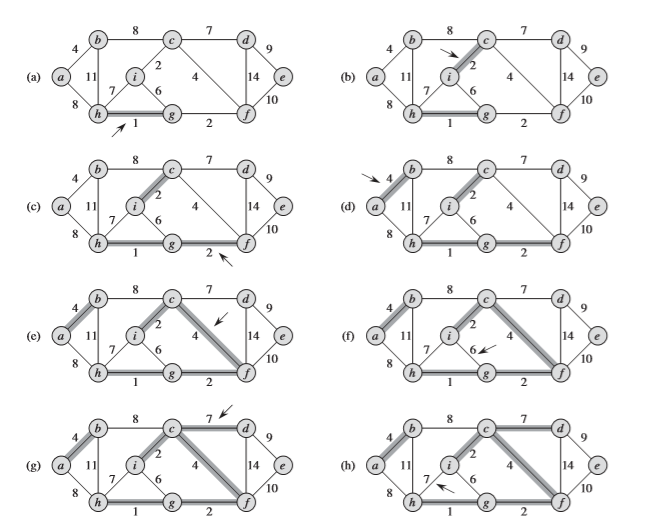 8 7
b c d
4 9
2
(a) a 11 i 4 14 e
7 6
8 10
h g f
1 2
8 7
b c d
4 9
2
(b) a 11 i 4 14 e
7 6
8 10
h g f
1 2
8 7
b c d
4 9
2
(c) a 11 i 4 14 e
7 6
8 10
h g f
1 2
8 7
b c d
4 9
2
(d) a 11 i 4 14 e
7 6
8 10
h g f
1 2
8 7
b c d
4 9
2
(e) a 11 i 4 14 e
7 6
8 10
h g f
1 2
8 7
b c d
4 9
2
(f) a 11 i 4 14 e
7 6
8 10
h g f
1 2
8 7
b c d
4 9
2
(g) a 11 i 4 14 e
7 6
8 10
h g f
1 2
8 7
b c d
4 9
2
(h) a 11 i 4 14 e
7 6
8 10
h g f
1 2